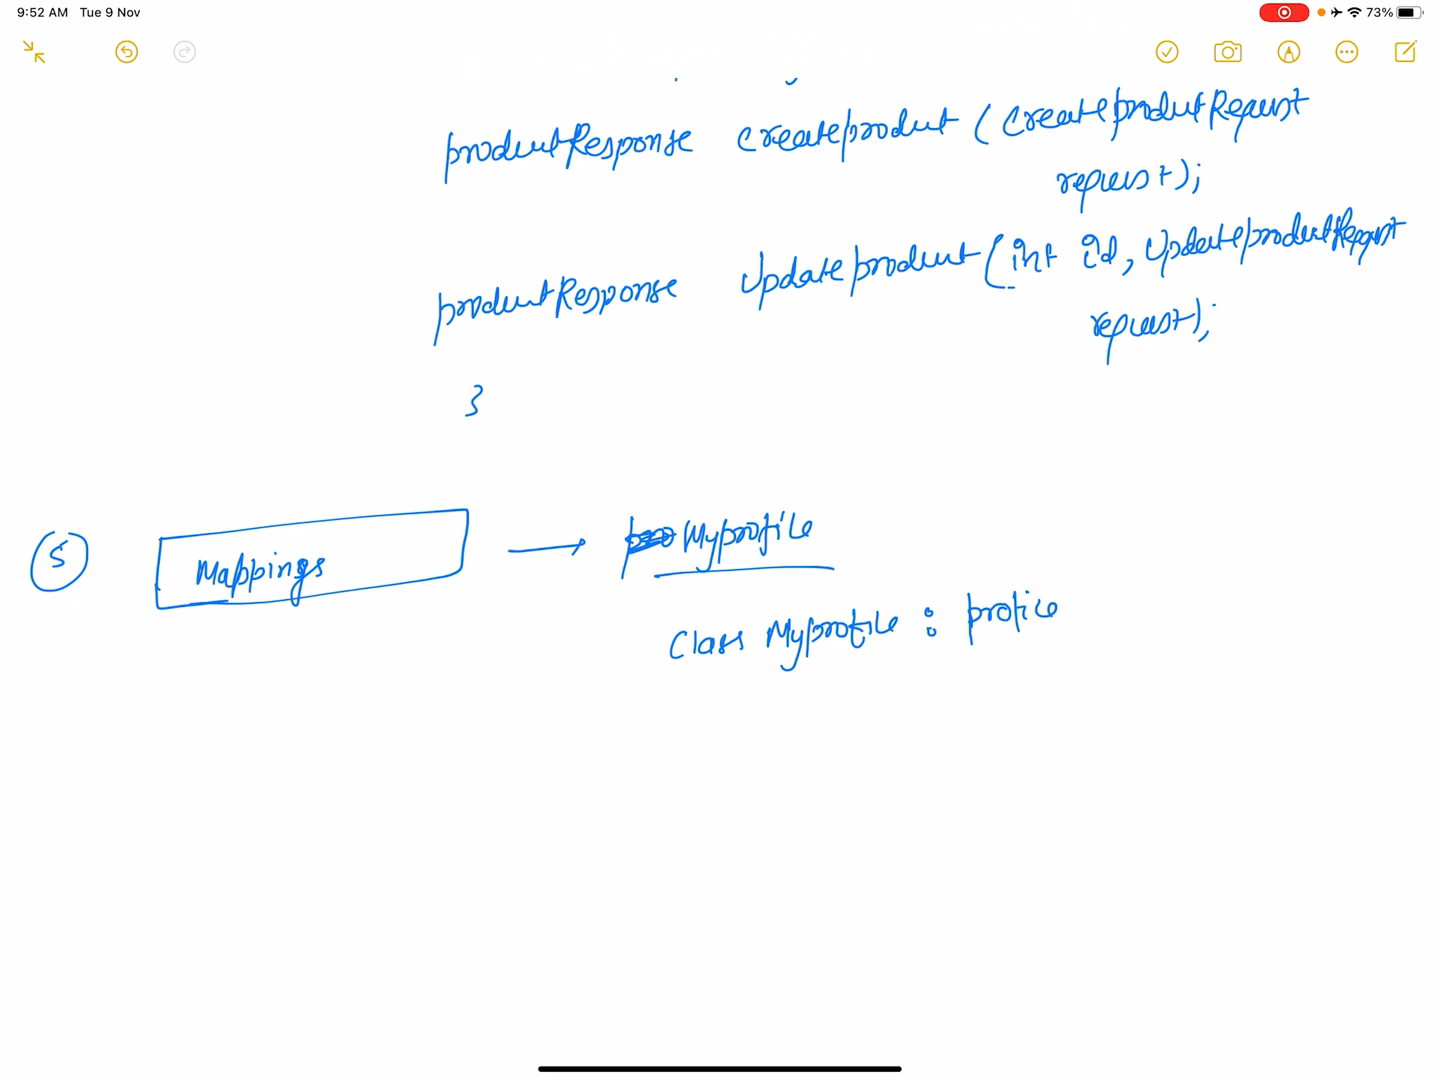 9:52 AM Tue 9 Nov 73%
productResponse createproduct (createproductRequest
request);
productResponse Updateproduct (int id, UpdateproductRequest
request);
}
5 Mappings → Myprofile
Class Myprofile : profile